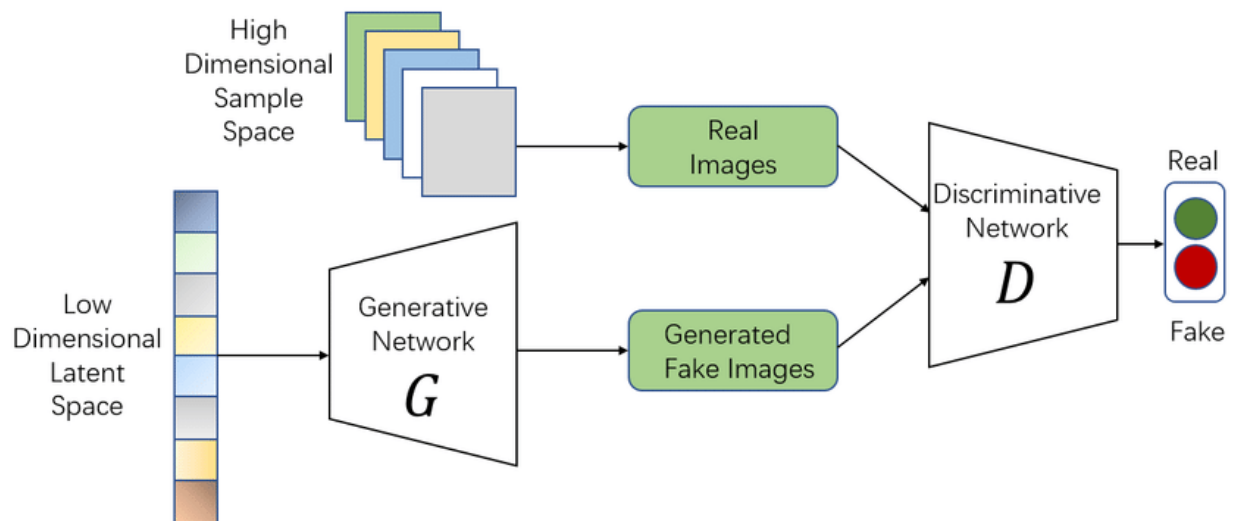 High
Dimensional
Sample
Space
Real
Images
Low
Dimensional
Latent
Space
Generative
Network
G
Generated
Fake Images
Discriminative
Network
D
Real
Fake